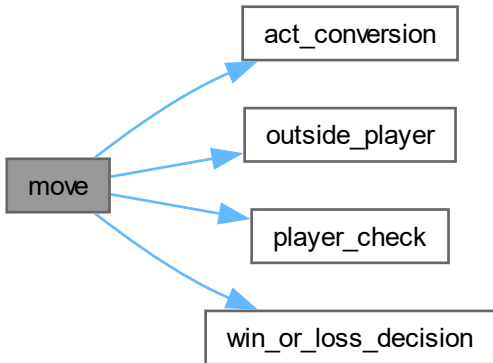 act_conversion
outside_player
move
player_check
win_or_loss_decision